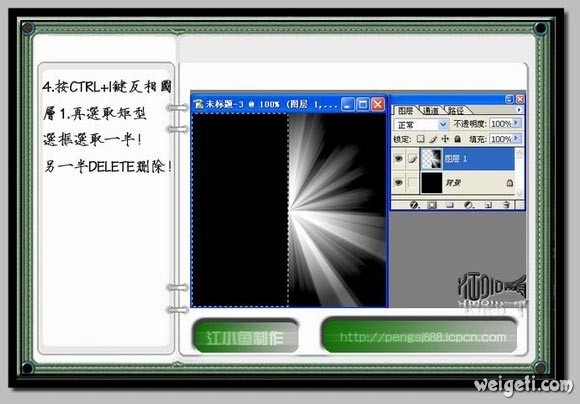 4.按CTRL+I鍵反相圖
層1.再選取矩型
選框選取一半!
另一半DELETE刪除!
未标题-3 @ 100% (图层 1,...
图层 通道 路径
正常 不透明度: 100%
锁定: 填充: 100%
图层 1
背景
江小鱼制作
http://pengsj888.icpcn.com
weigeti.com